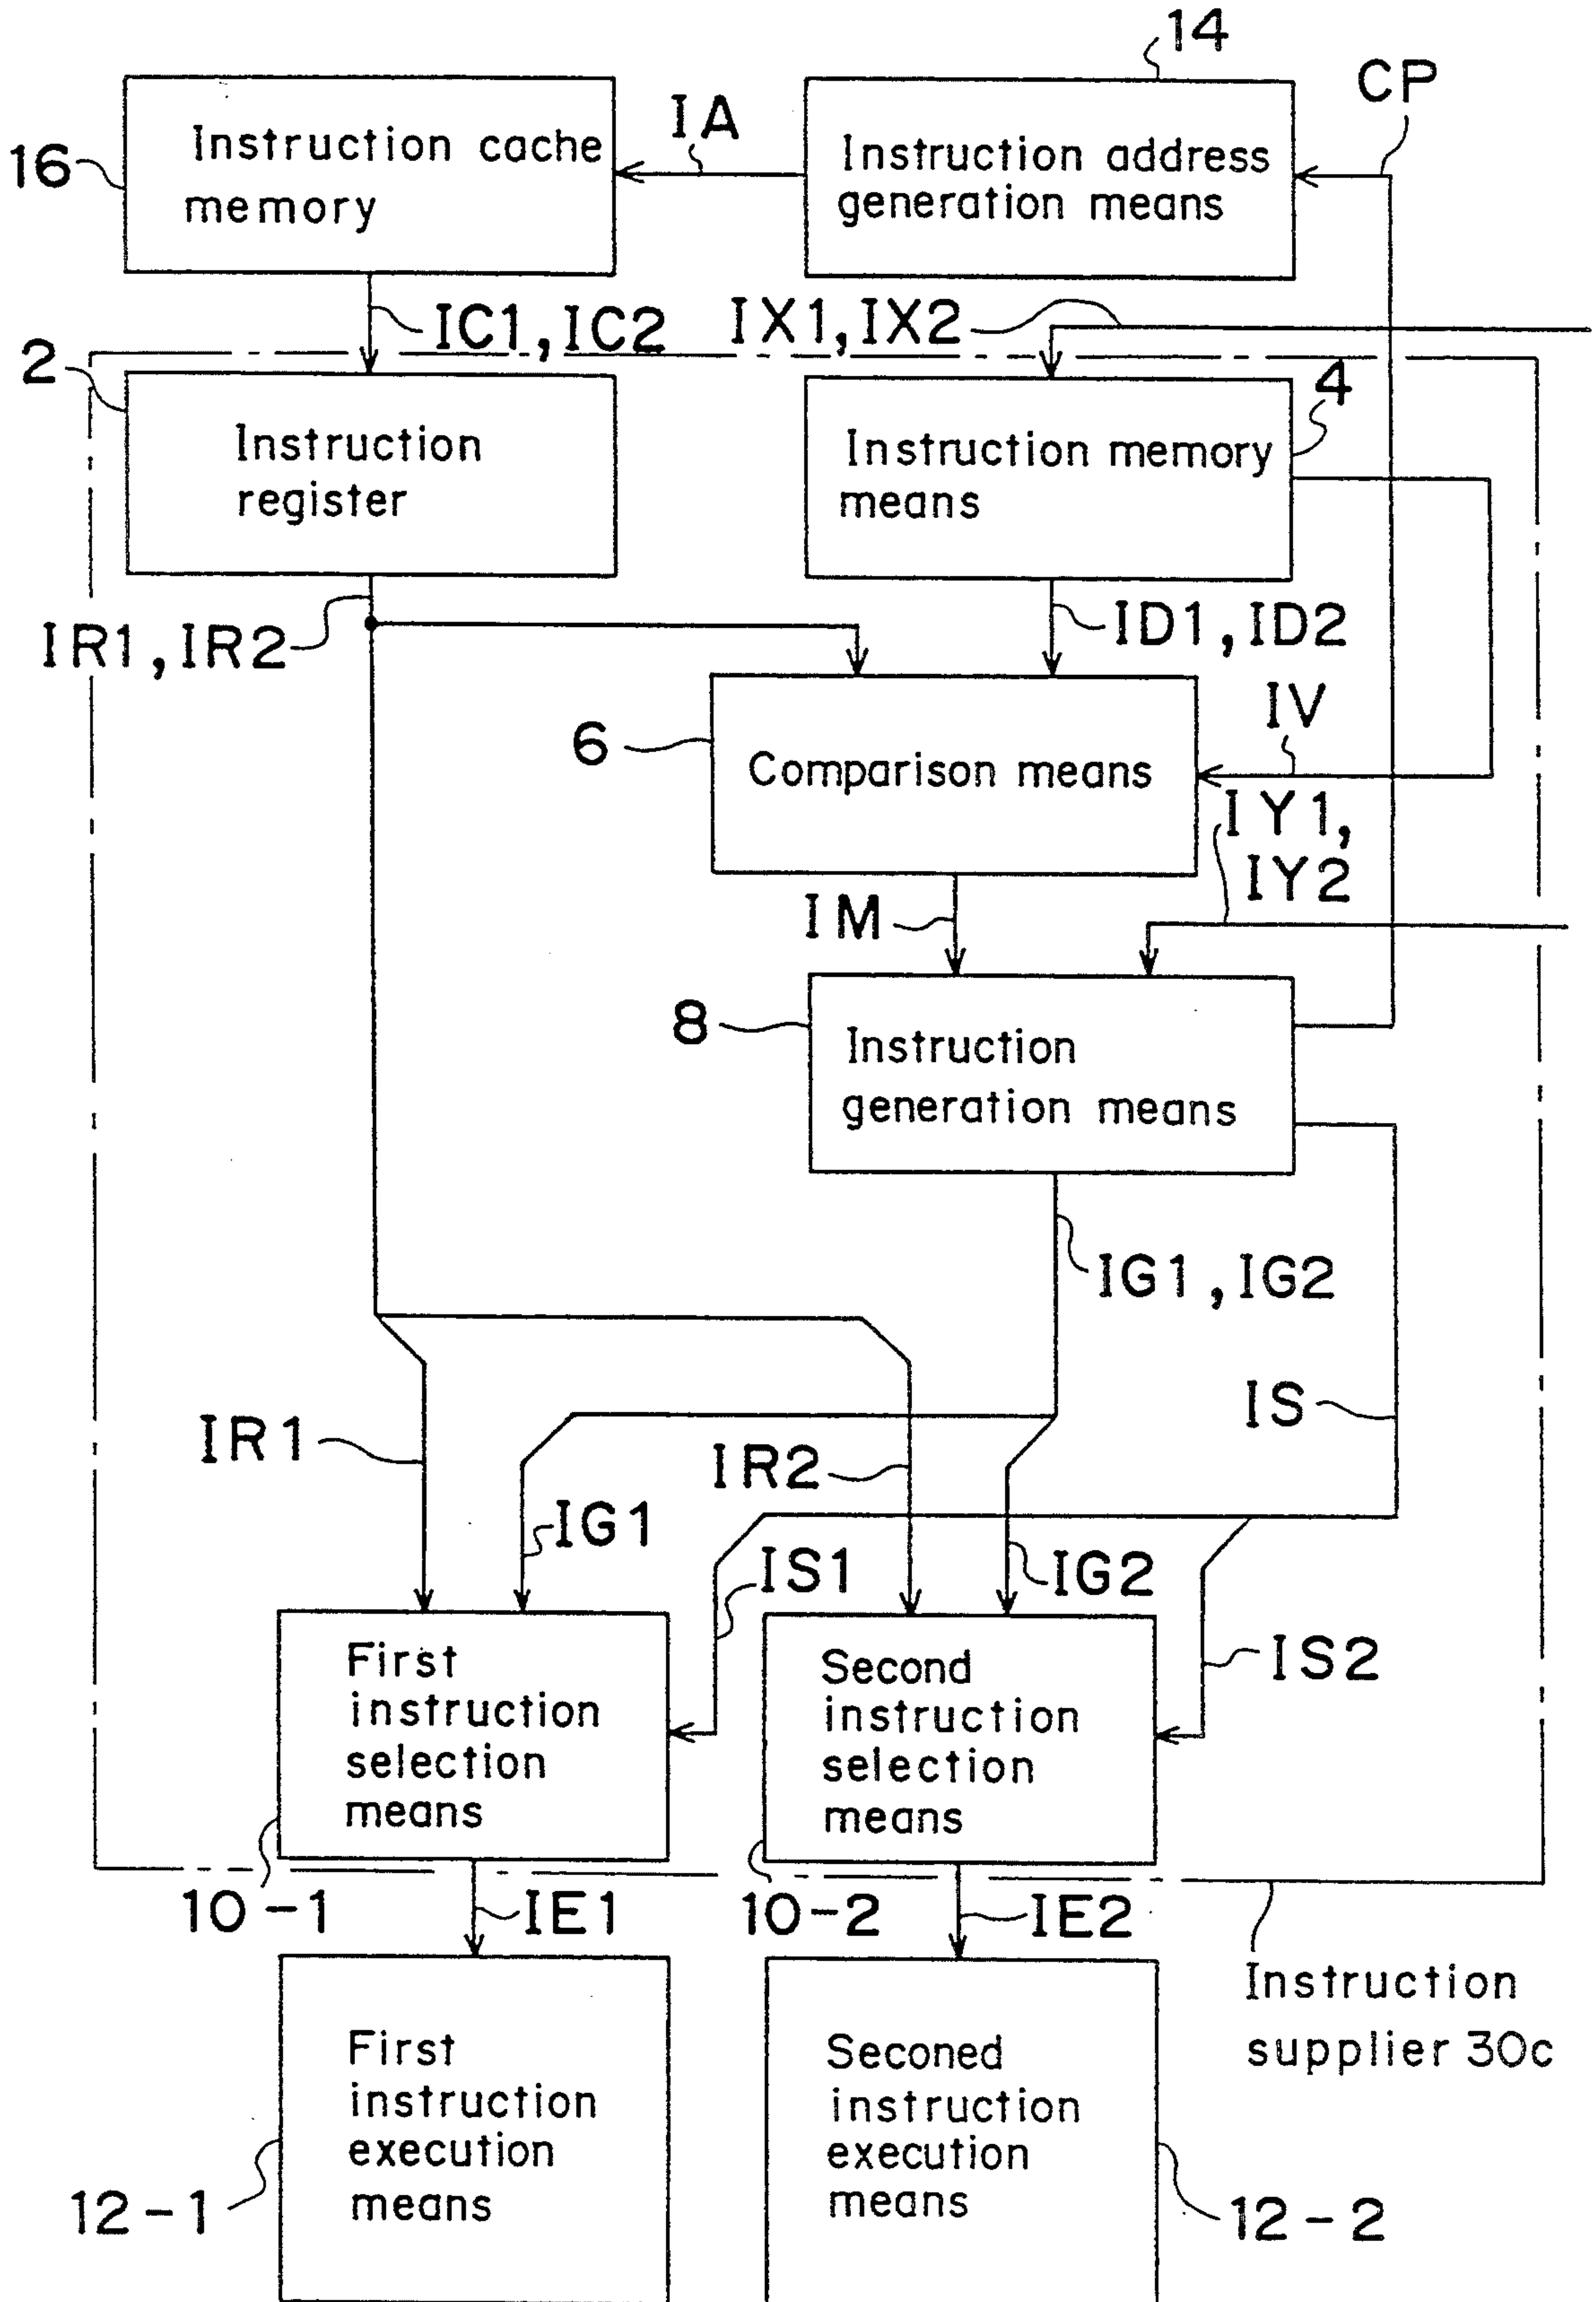 14
CP
IA
Instruction cache
memory
16
Instruction address
generation means
IC1, IC2
IX1, IX2
2
4
Instruction
register
Instruction memory
means
IR1, IR2
ID1, ID2
IV
6
Comparison means
IY1,
IY2
IM
8
Instruction
generation means
IG1, IG2
IS
IR1
IR2
IG1
IS1
IG2
IS2
First
instruction
selection
means
Second
instruction
selection
means
10-1
IE1
10-2
IE2
Instruction
supplier 30c
First
instruction
execution
means
Seconed
instruction
execution
means
12-1
12-2